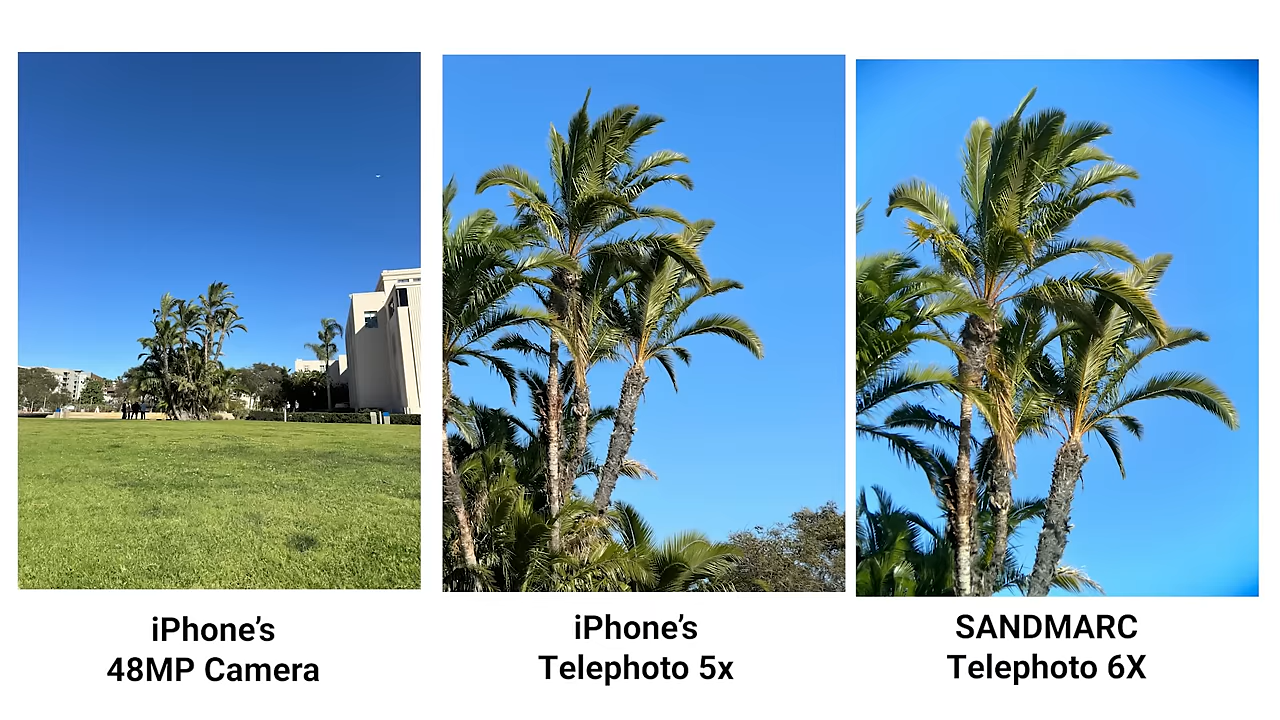 iPhone’s
48MP Camera
iPhone’s
Telephoto 5x
SANDMARC
Telephoto 6X